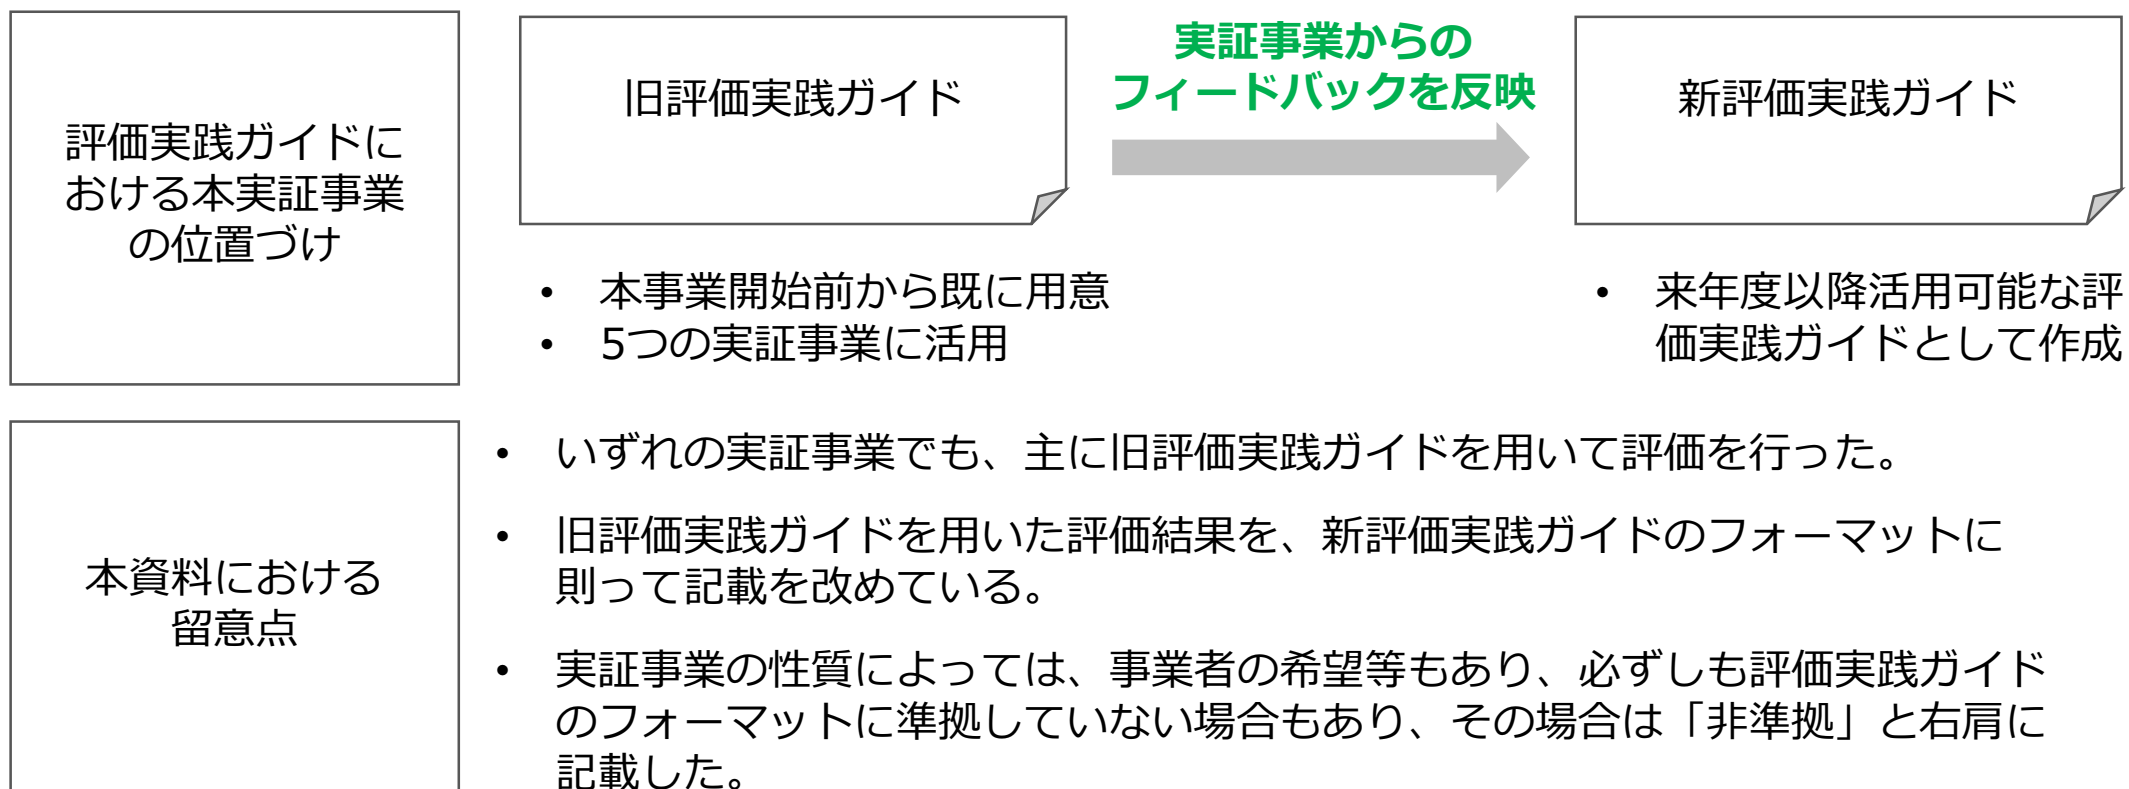 評価実践ガイドに
おける本実証事業
の位置づけ
旧評価実践ガイド
実証事業からの
フィードバックを反映
新評価実践ガイド
• 本事業開始前から既に用意
• 5つの実証事業に活用
• 来年度以降活用可能な評
価実践ガイドとして作成
本資料における
留意点
• いずれの実証事業でも、主に旧評価実践ガイドを用いて評価を行った。
• 旧評価実践ガイドを用いた評価結果を、新評価実践ガイドのフォーマットに
則って記載を改めている。
• 実証事業の性質によっては、事業者の希望等もあり、必ずしも評価実践ガイド
のフォーマットに準拠していない場合もあり、その場合は「非準拠」と右肩に
記載した。